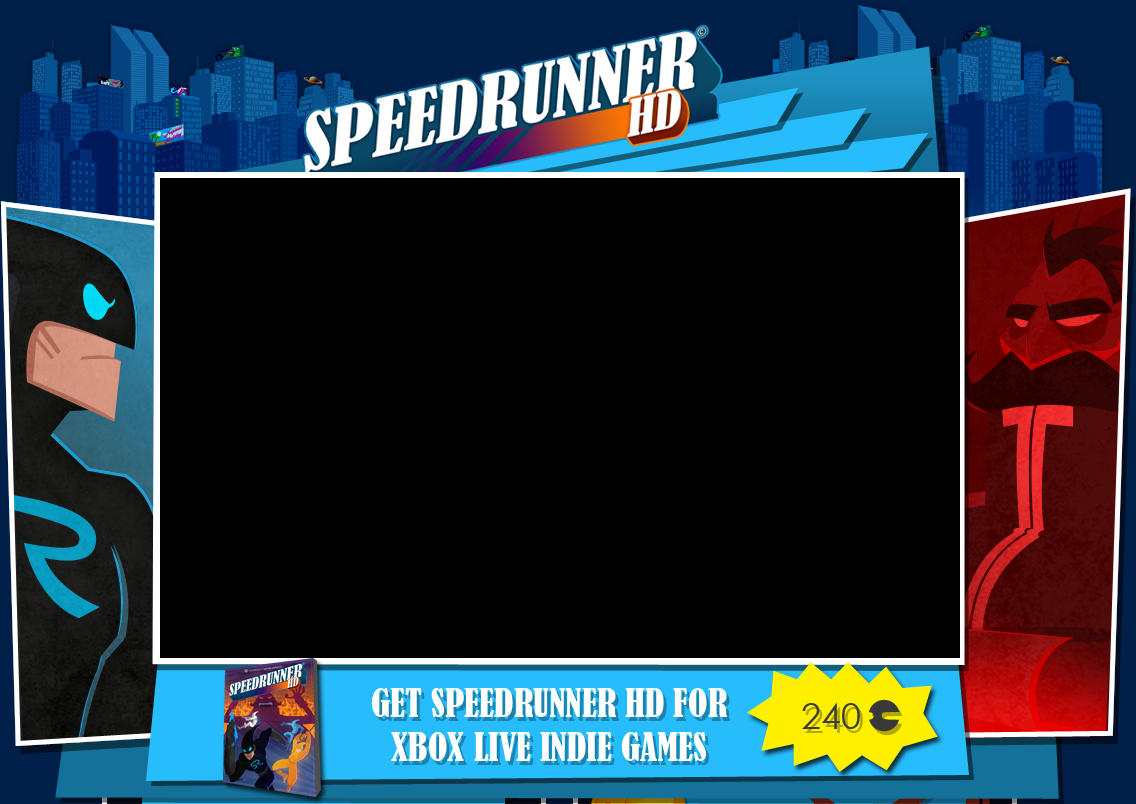 SPEEDRUNNER ©
HD
SPEEDRUNNER
HD
GET SPEEDRUNNER HD FOR
XBOX LIVE INDIE GAMES
240